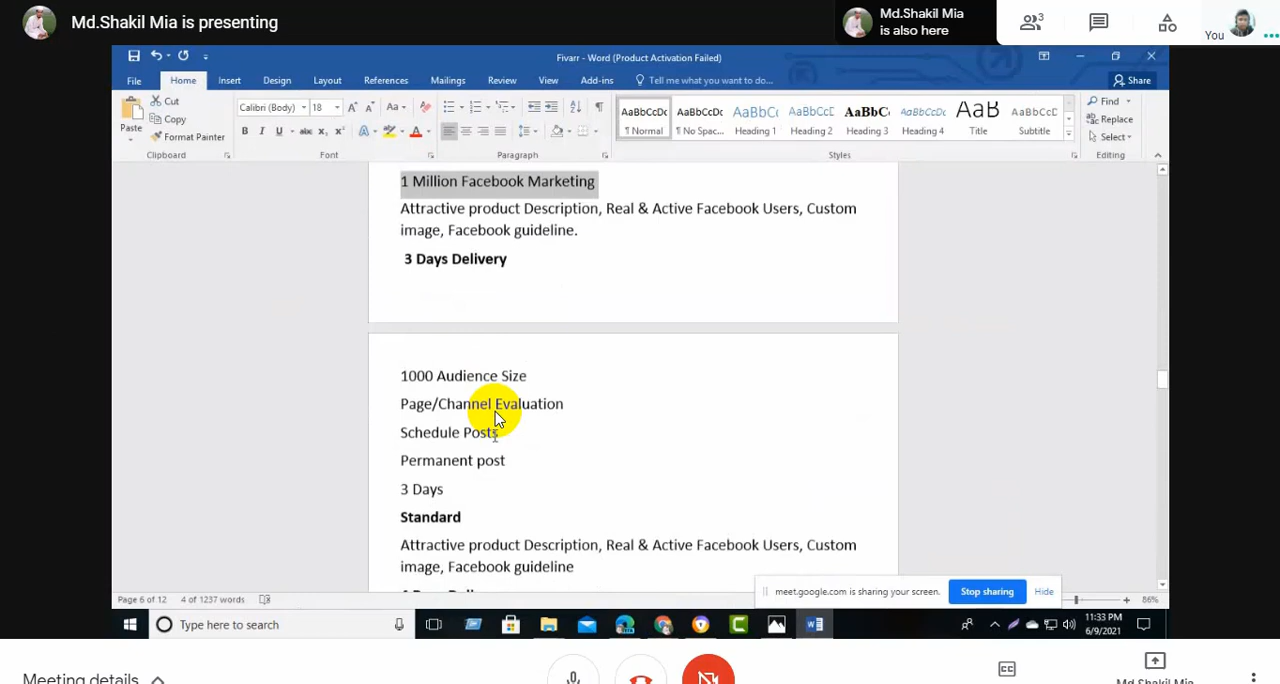 Md.Shakil Mia is presenting
Md.Shakil Mia
is also here
3
You
Fivarr - Word (Product Activation Failed)
File Home Insert Design Layout References Mailings Review View Add-ins Tell me what you want to do... Share
Paste
Cut
Copy
Format Painter
Clipboard
Calibri (Body) 18
Font
Paragraph
AaBbCcDc AaBbCcDc AaBbC AaBbCcD AaBbC AaBbCcDc AaB AaBbCcD
¶ Normal ¶ No Spac... Heading 1 Heading 2 Heading 3 Heading 4 Title Subtitle
Styles
Find
Replace
Select
Editing
1 Million Facebook Marketing
Attractive product Description, Real & Active Facebook Users, Custom
image, Facebook guideline.
3 Days Delivery
1000 Audience Size
Page/Channel Evaluation
Schedule Posts
Permanent post
3 Days
Standard
Attractive product Description, Real & Active Facebook Users, Custom
image, Facebook guideline
meet.google.com is sharing your screen. Stop sharing Hide
Page 6 of 12 4 of 1237 words
86%
Type here to search
11:33 PM
6/9/2021
Meeting details
Md.Shakil Mia